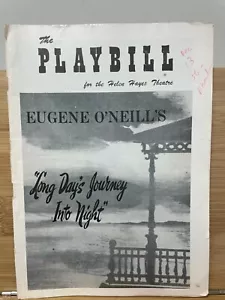 The
PLAYBILL
for the Helen Hayes Theatre
EUGENE O'NEILL'S
"Long Day's Journey
Into Night"